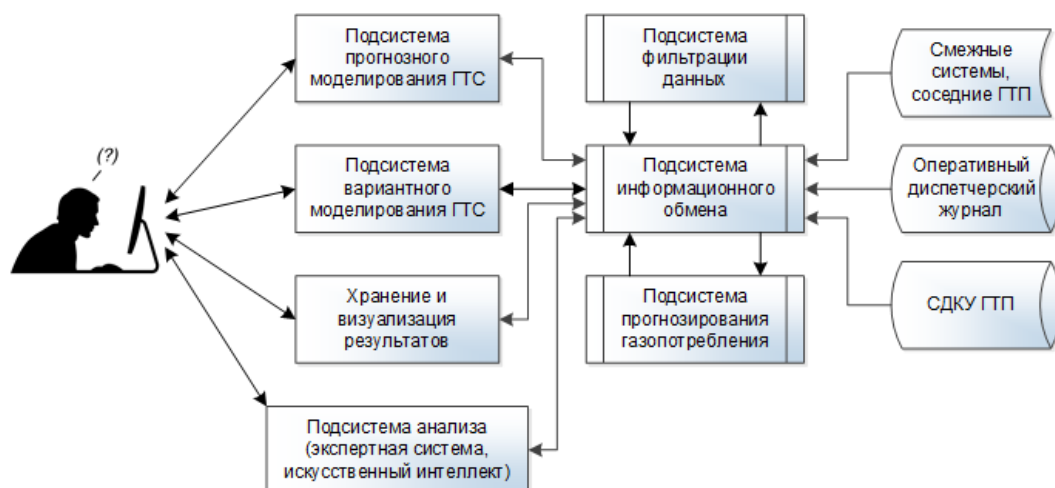 (?)
Подсистема
прогнозного
моделирования ГТС
Подсистема
вариантного
моделирования ГТС
Хранение и
визуализация
результатов
Подсистема анализа
(экспертная система,
искусственный интеллект)
Подсистема
фильтрации
данных
Подсистема
информационного
обмена
Подсистема
прогнозирования
газопотребления
Смежные
системы,
соседние ГТП
Оперативный
диспетчерский
журнал
СДКУ ГТП